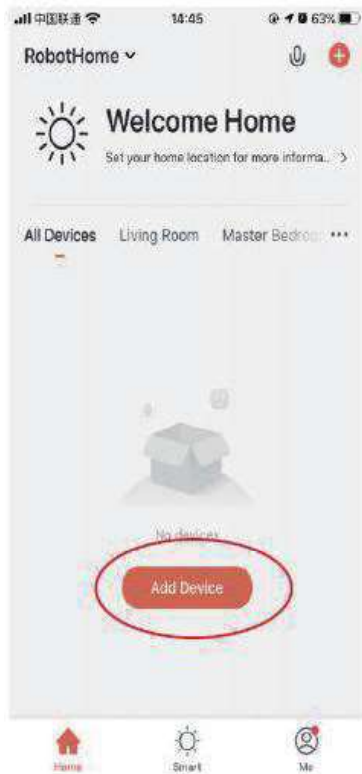 中国联通 14:45 63%
RobotHome
Welcome Home
Set your home location for more informa..
All Devices Living Room Master Bedroo
No devices
Add Device
Home Smart Me